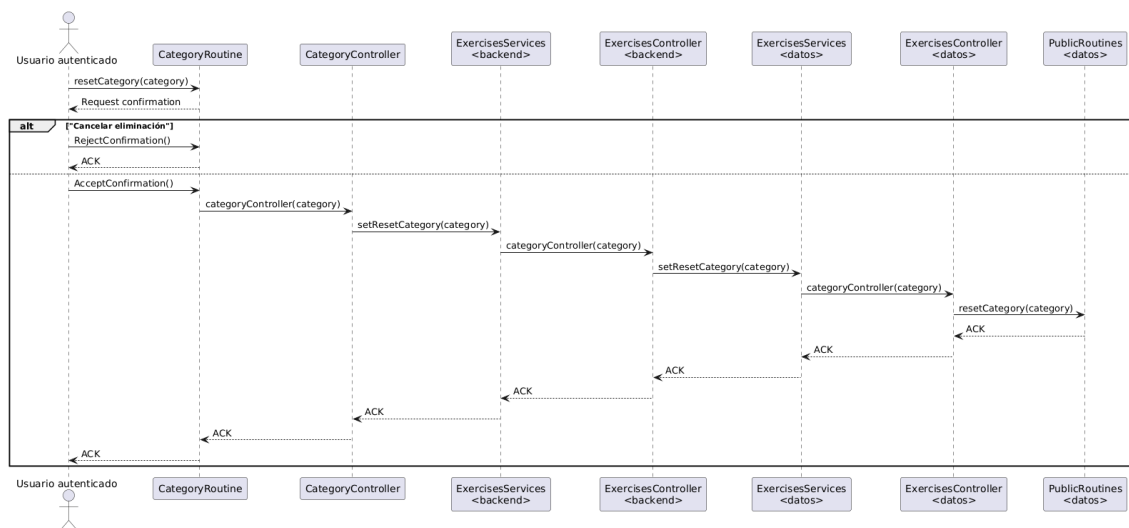 Usuario autenticado
CategoryRoutine
CategoryController
ExercisesServices
<backend>
ExercisesController
<backend>
ExercisesServices
<datos>
ExercisesController
<datos>
PublicRoutines
<datos>
resetCategory(category)
Request confirmation
alt
["Cancelar eliminación"]
RejectConfirmation()
ACK
AcceptConfirmation()
categoryController(category)
setResetCategory(category)
categoryController(category)
setResetCategory(category)
categoryController(category)
resetCategory(category)
ACK
ACK
ACK
ACK
ACK
ACK
ACK
Usuario autenticado
CategoryRoutine
CategoryController
ExercisesServices
<backend>
ExercisesController
<backend>
ExercisesServices
<datos>
ExercisesController
<datos>
PublicRoutines
<datos>